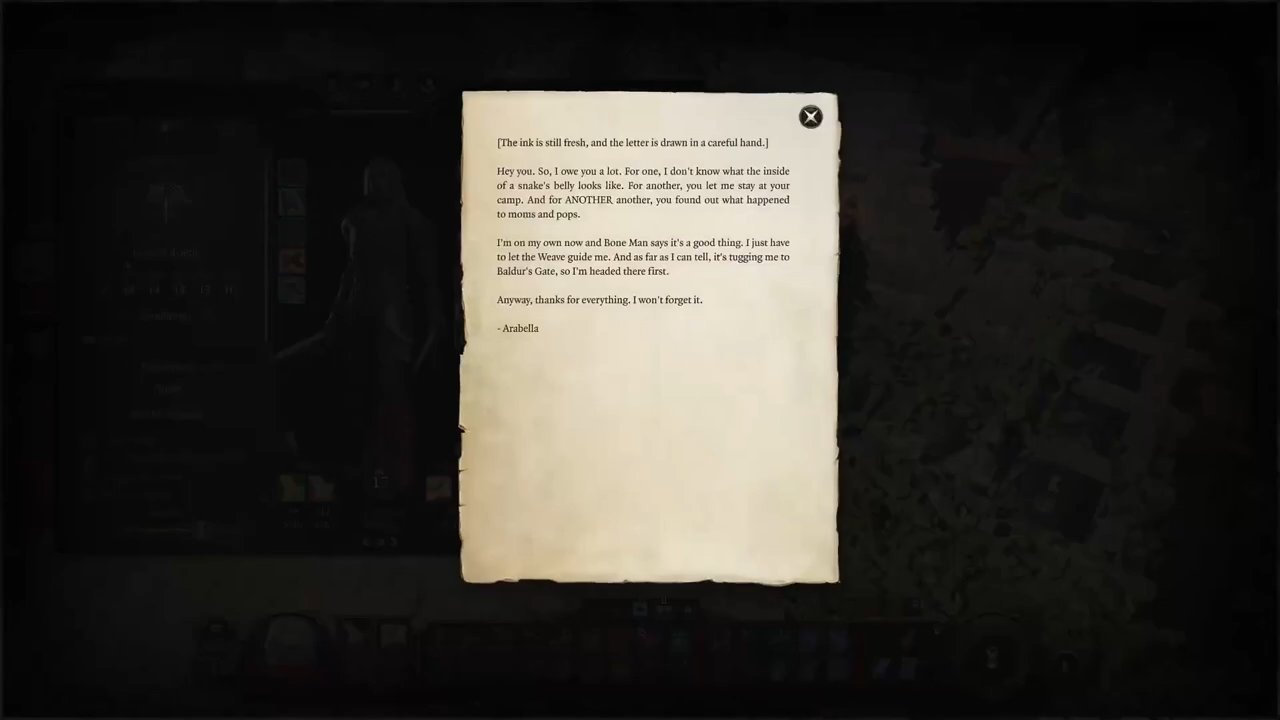 [The ink is still fresh, and the letter is drawn in a careful hand.]
Hey you. So, I owe you a lot. For one, I don't know what the inside
of a snake's belly looks like. For another, you let me stay at your
camp. And for ANOTHER another, you found out what happened
to moms and pops.
I'm on my own now and Bone Man says it's a good thing. I just have
to let the Weave guide me. And as far as I can tell, it's tugging me to
Baldur's Gate, so I'm headed there first.
Anyway, thanks for everything. I won't forget it.
- Arabella